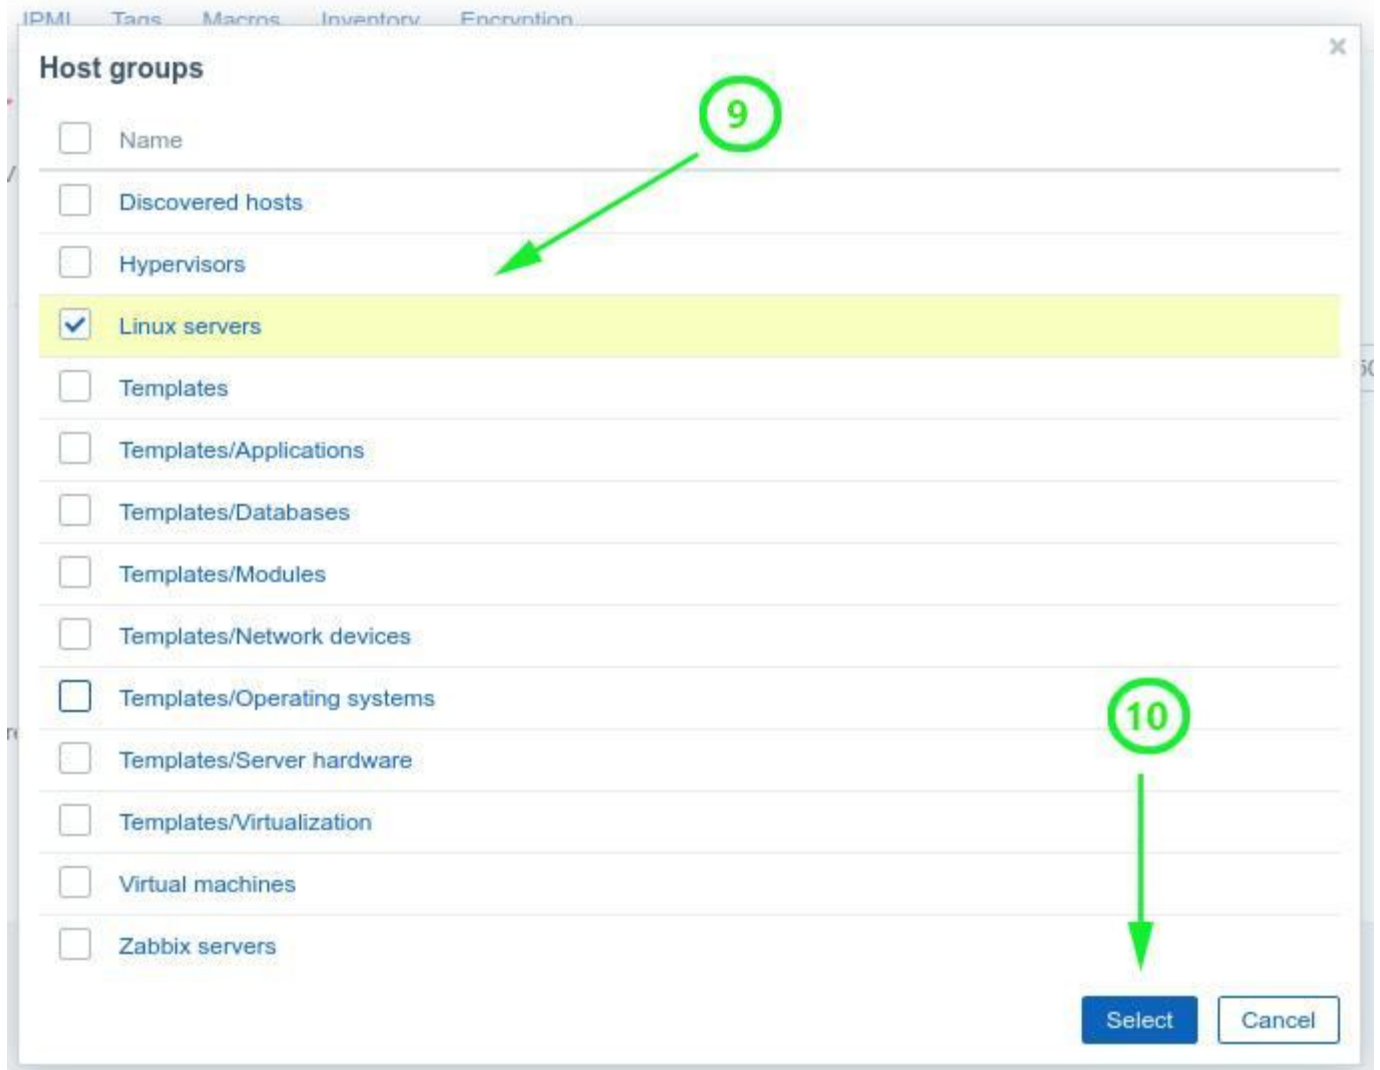 IPMI Tags Macros Inventory Encryption
Host groups
9
Name
Discovered hosts
Hypervisors
Linux servers
Templates
Templates/Applications
Templates/Databases
Templates/Modules
Templates/Network devices
Templates/Operating systems
10
Templates/Server hardware
Templates/Virtualization
Virtual machines
Zabbix servers
Select Cancel